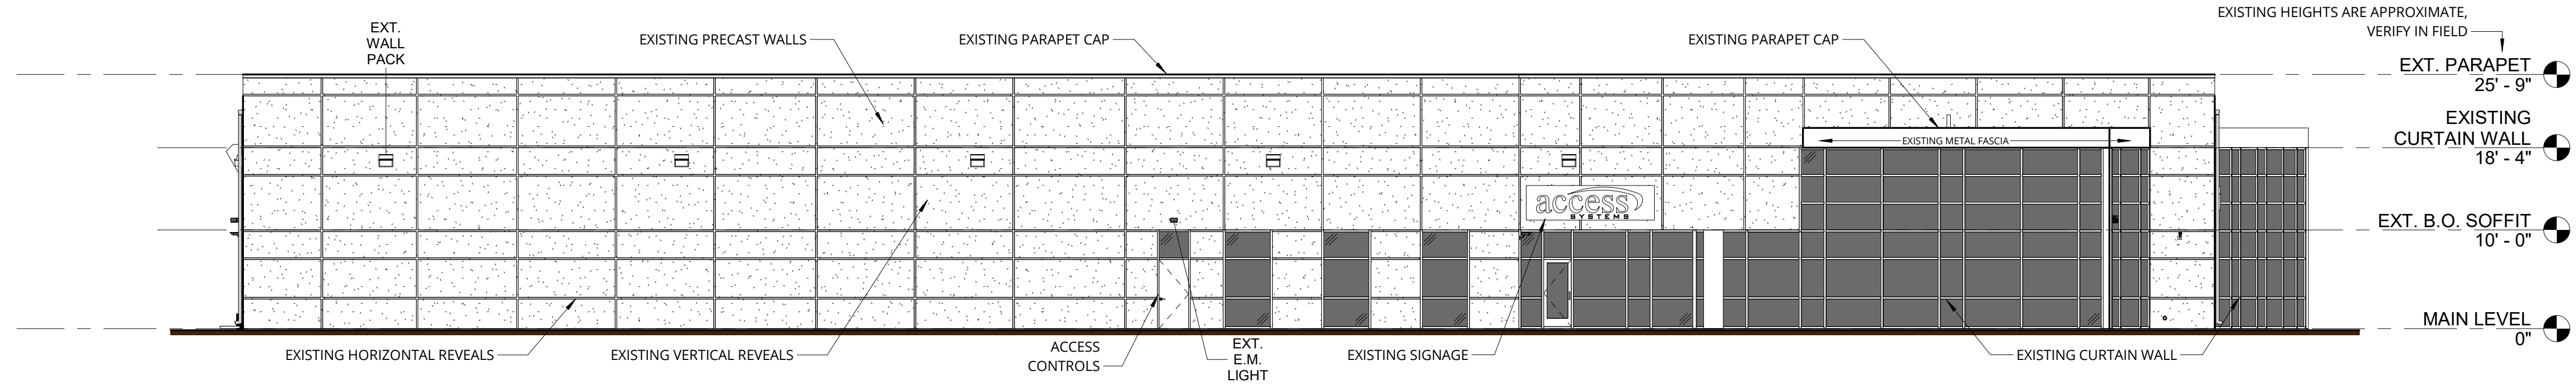 EXISTING HEIGHTS ARE APPROXIMATE,
VERIFY IN FIELD
EXT.
WALL
PACK
EXISTING PRECAST WALLS
EXISTING PARAPET CAP
EXISTING PARAPET CAP
EXT. PARAPET
25' - 9"
EXISTING
CURTAIN WALL
18' - 4"
EXISTING METAL FASCIA
access
SYSTEMS
EXT. B.O. SOFFIT
10' - 0"
MAIN LEVEL
0"
EXISTING HORIZONTAL REVEALS
EXISTING VERTICAL REVEALS
ACCESS
CONTROLS
EXT.
E.M.
LIGHT
EXISTING SIGNAGE
EXISTING CURTAIN WALL